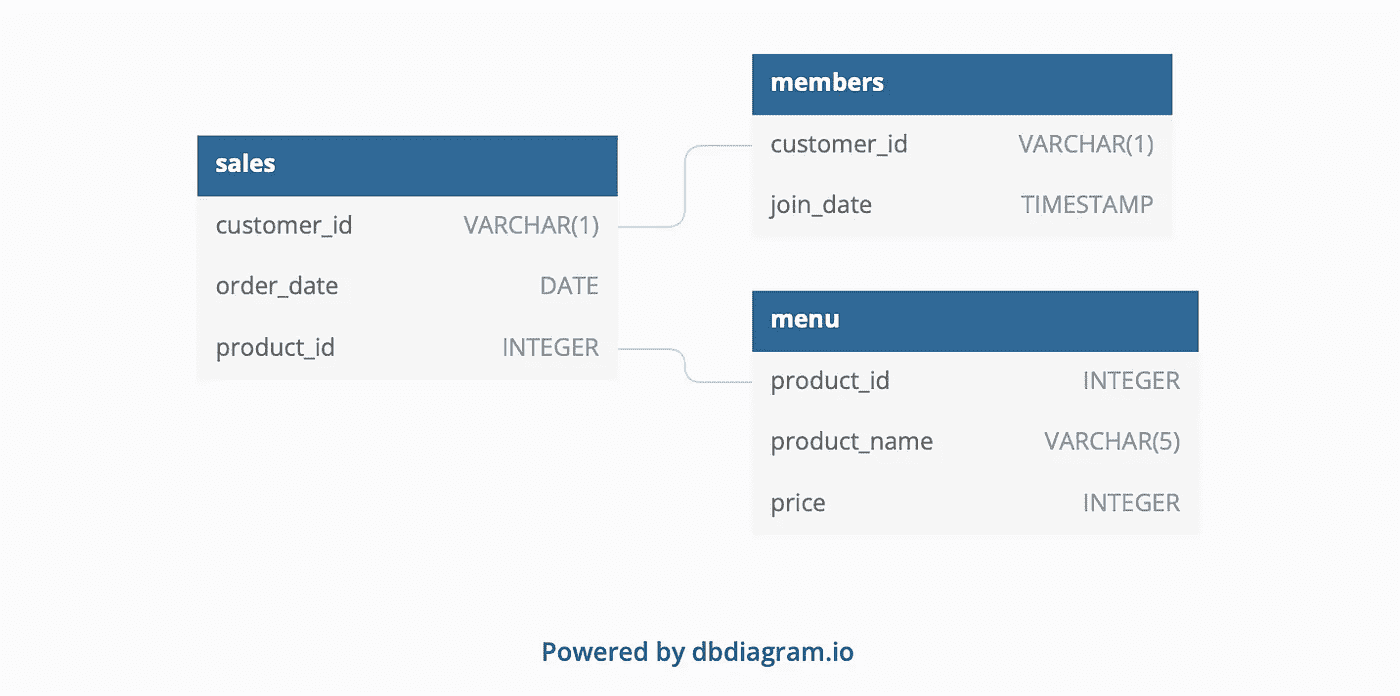 sales
customer_id VARCHAR(1)
order_date DATE
product_id INTEGER
members
customer_id VARCHAR(1)
join_date TIMESTAMP
menu
product_id INTEGER
product_name VARCHAR(5)
price INTEGER
Powered by dbdiagram.io